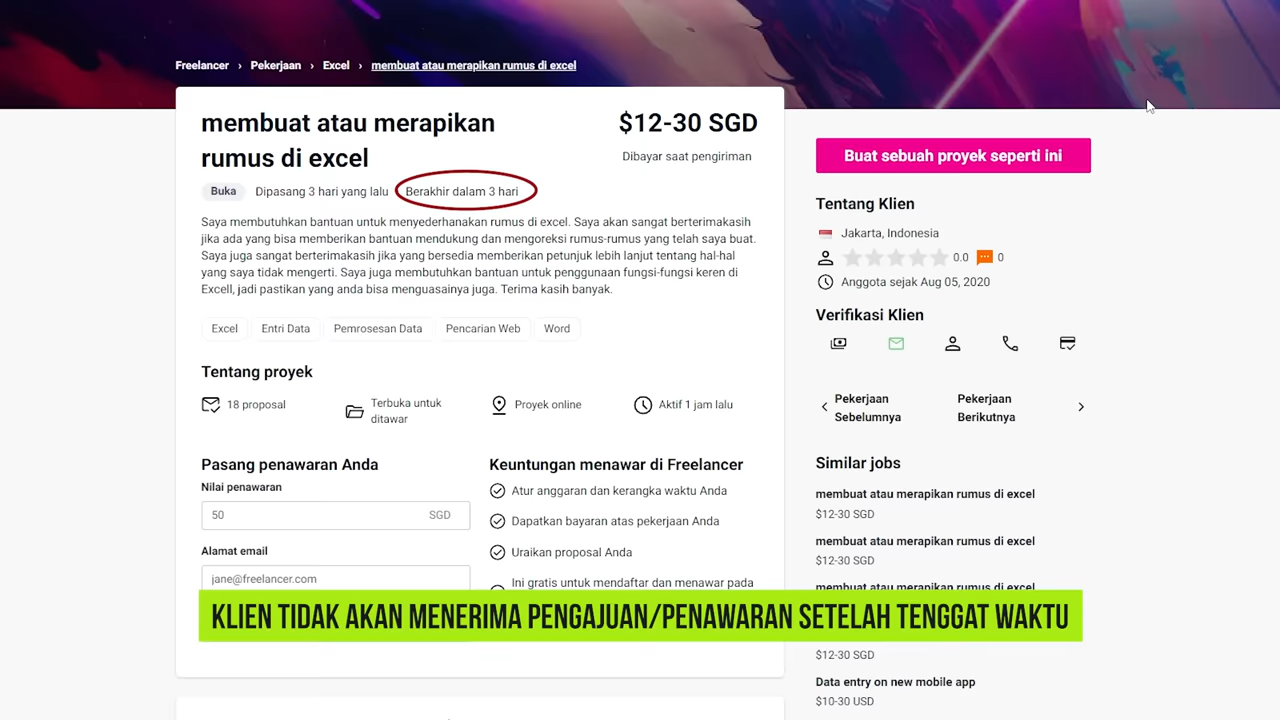 Freelancer › Pekerjaan › Excel › membuat atau merapikan rumus di excel
membuat atau merapikan
rumus di excel
$12-30 SGD
Dibayar saat pengiriman
Buka Dipasang 3 hari yang lalu Berakhir dalam 3 hari
Saya membutuhkan bantuan untuk menyederhanakan rumus di excel. Saya akan sangat berterimakasih
jika ada yang bisa memberikan bantuan mendukung dan mengoreksi rumus-rumus yang telah saya buat.
Saya juga sangat berterimakasih jika yang bersedia memberikan petunjuk lebih lanjut tentang hal-hal
yang saya tidak mengerti. Saya juga membutuhkan bantuan untuk penggunaan fungsi-fungsi keren di
Excell, jadi pastikan yang anda bisa menguasainya juga. Terima kasih banyak.
Excel Entri Data Pemrosesan Data Pencarian Web Word
Tentang proyek
18 proposal
Terbuka untuk
ditawar
Proyek online
Aktif 1 jam lalu
Pasang penawaran Anda
Nilai penawaran
50 SGD
Alamat email
jane@freelancer.com
Keuntungan menawar di Freelancer
Atur anggaran dan kerangka waktu Anda
Dapatkan bayaran atas pekerjaan Anda
Uraikan proposal Anda
Ini gratis untuk mendaftar dan menawar pada
KLIEN TIDAK AKAN MENERIMA PENGAJUAN/PENAWARAN SETELAH TENGGAT WAKTU
Buat sebuah proyek seperti ini
Tentang Klien
Jakarta, Indonesia
0.0 0
Anggota sejak Aug 05, 2020
Verifikasi Klien
Pekerjaan
Sebelumnya
Pekerjaan
Berikutnya
Similar jobs
membuat atau merapikan rumus di excel
$12-30 SGD
membuat atau merapikan rumus di excel
$12-30 SGD
membuat atau merapikan rumus di excel
$12-30 SGD
Data entry on new mobile app
$10-30 USD